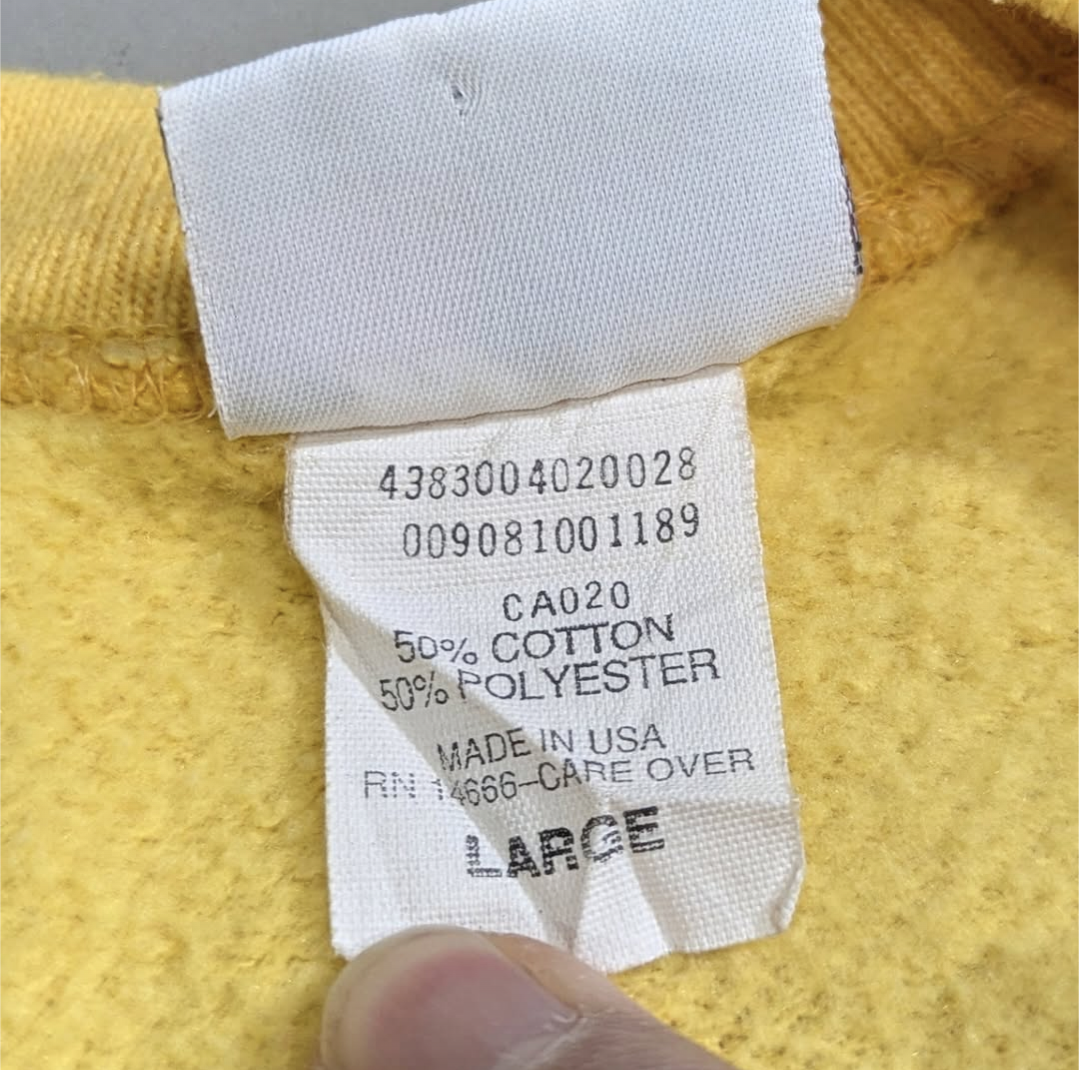 4383004020028
009081001189
CA020
50% COTTON
50% POLYESTER
MADE IN USA
RN 14666-CARE OVER
LARGE